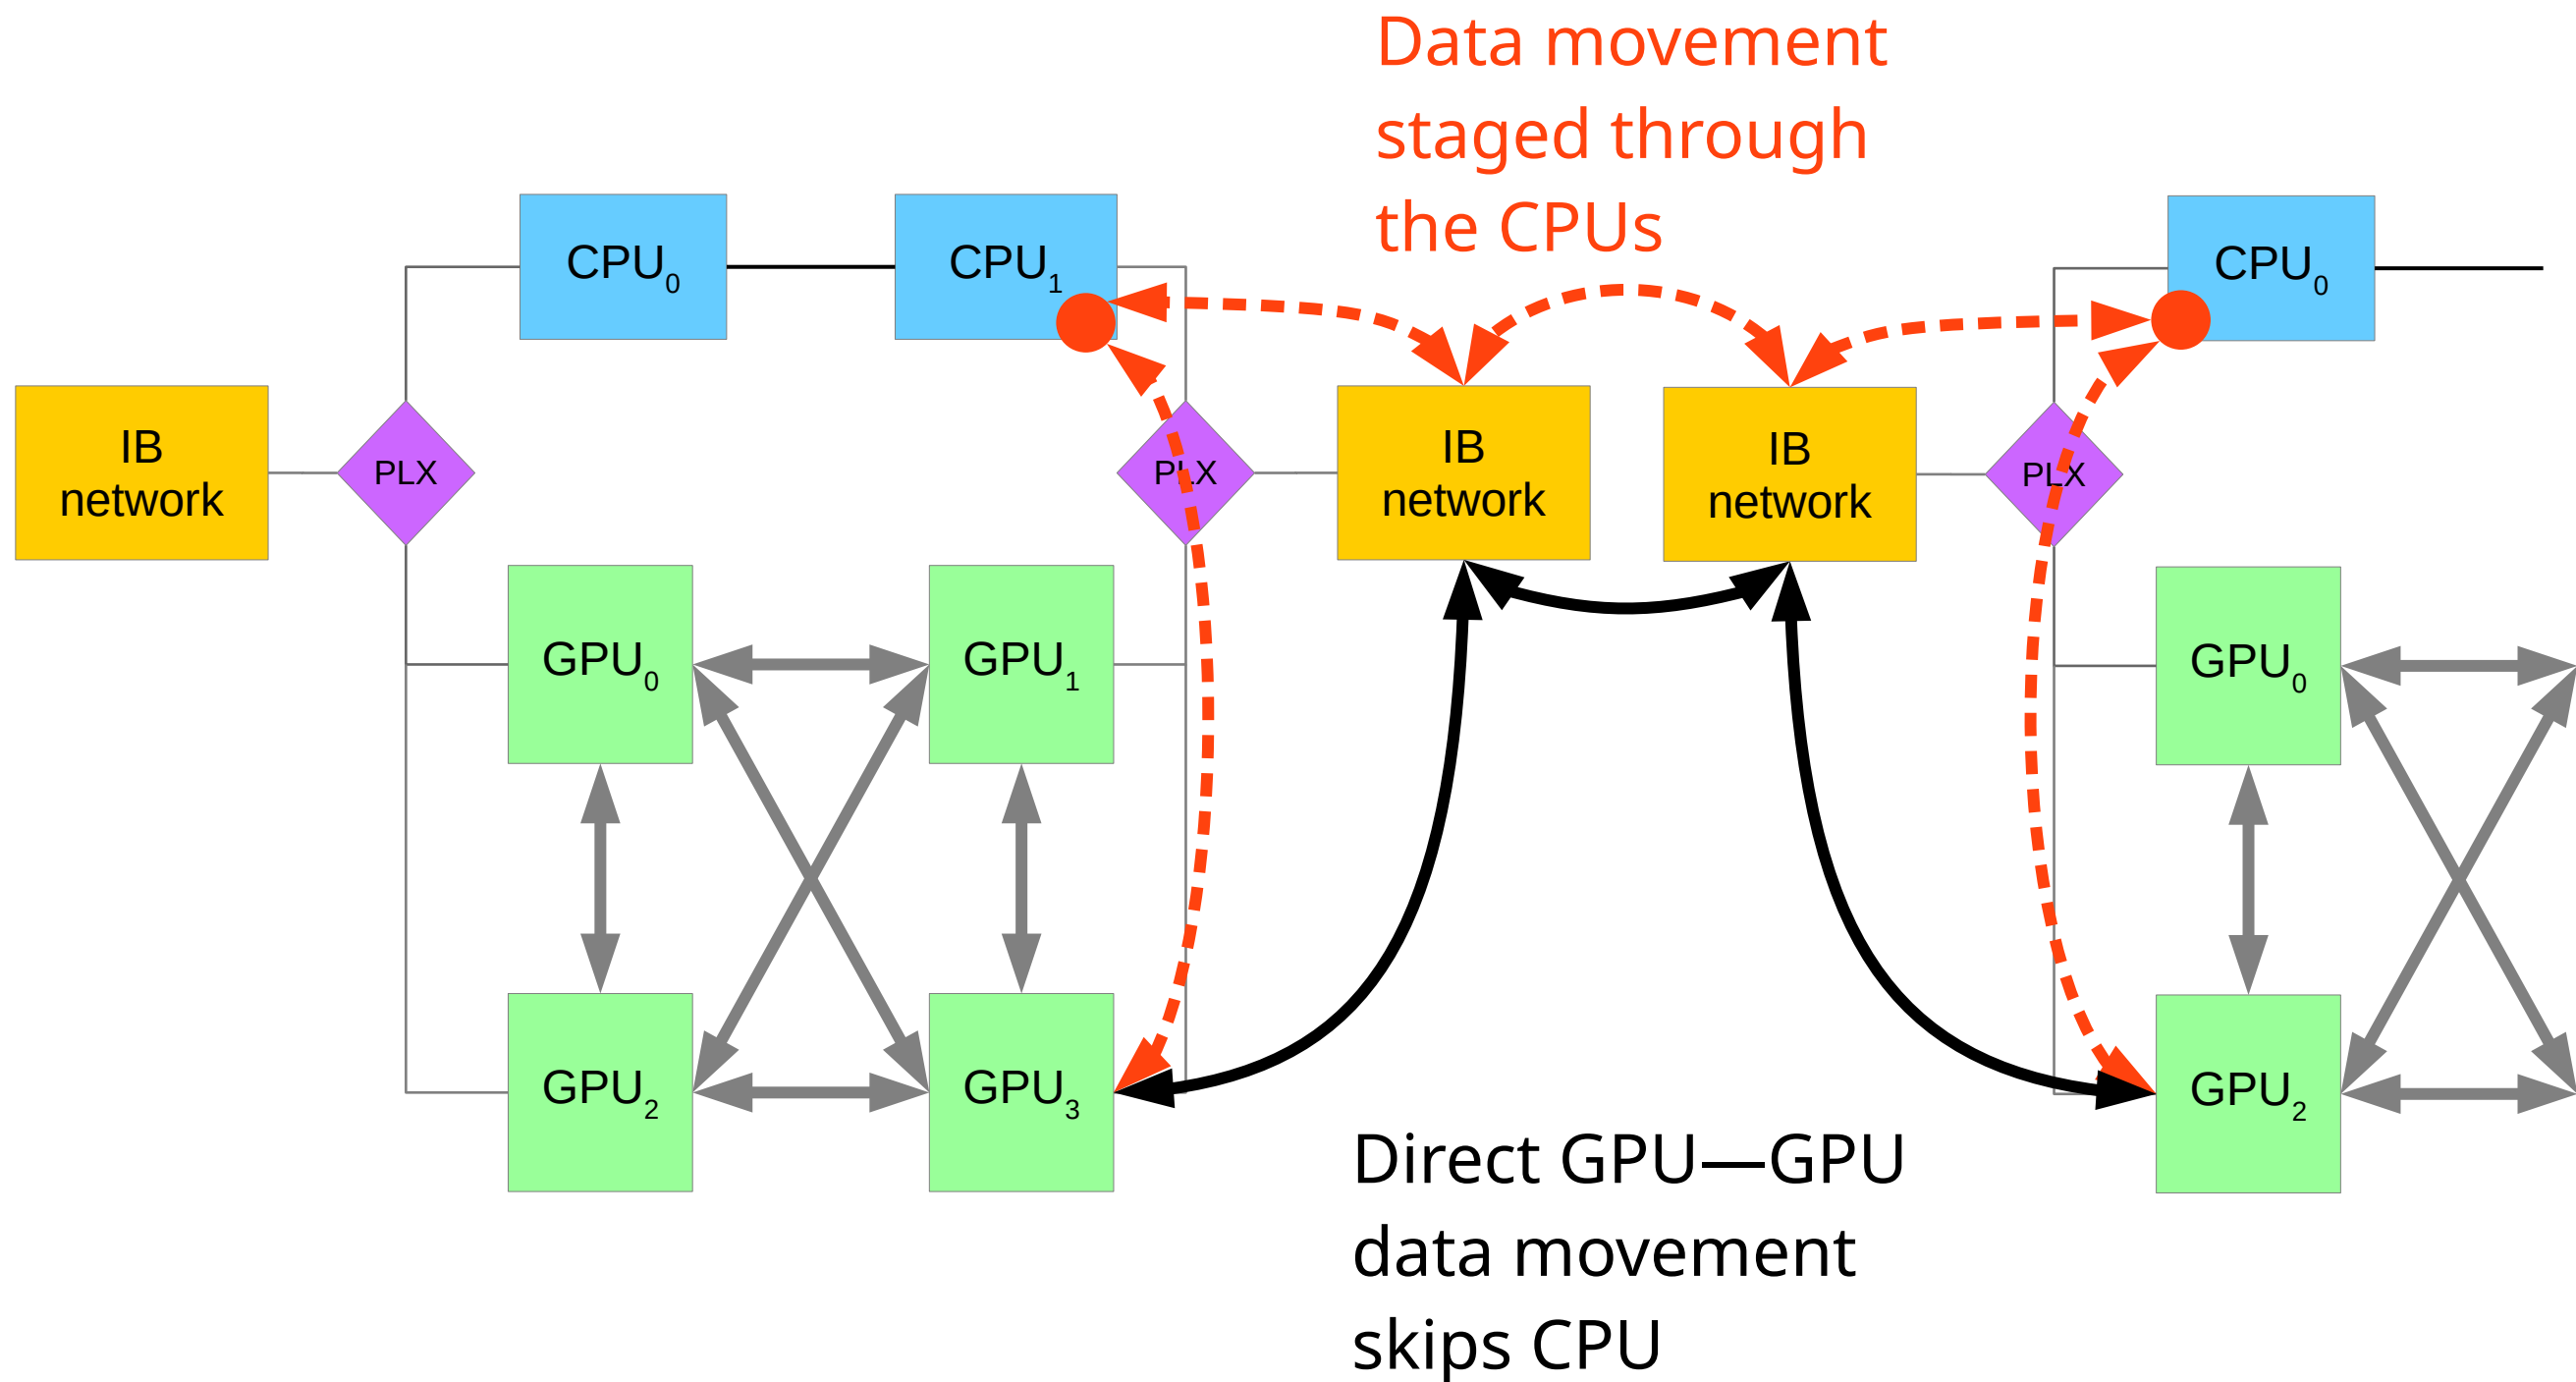 Data movement
staged through
the CPUs
CPU0
CPU1
CPU0
IB
network
PLX
PLX
IB
network
IB
network
PLX
GPU0
GPU1
GPU0
GPU2
GPU3
GPU2
Direct GPU—GPU
data movement
skips CPU